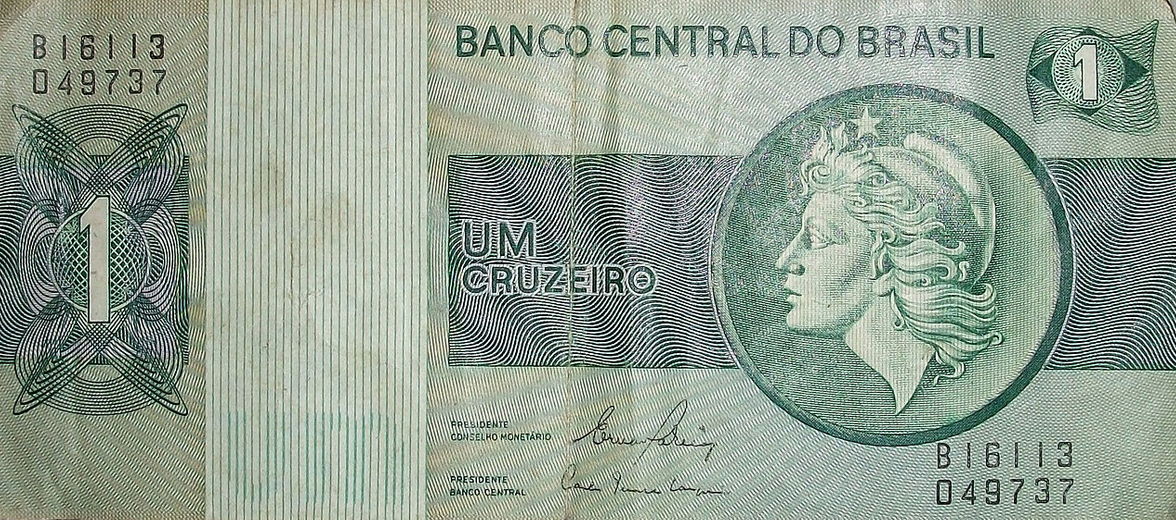 B16113
049737
BANCO CENTRAL DO BRASIL
1
1
UM
CRUZEIRO
PRESIDENTE
CONSELHO MONETÁRIO
PRESIDENTE
BANCO CENTRAL
B16113
049737